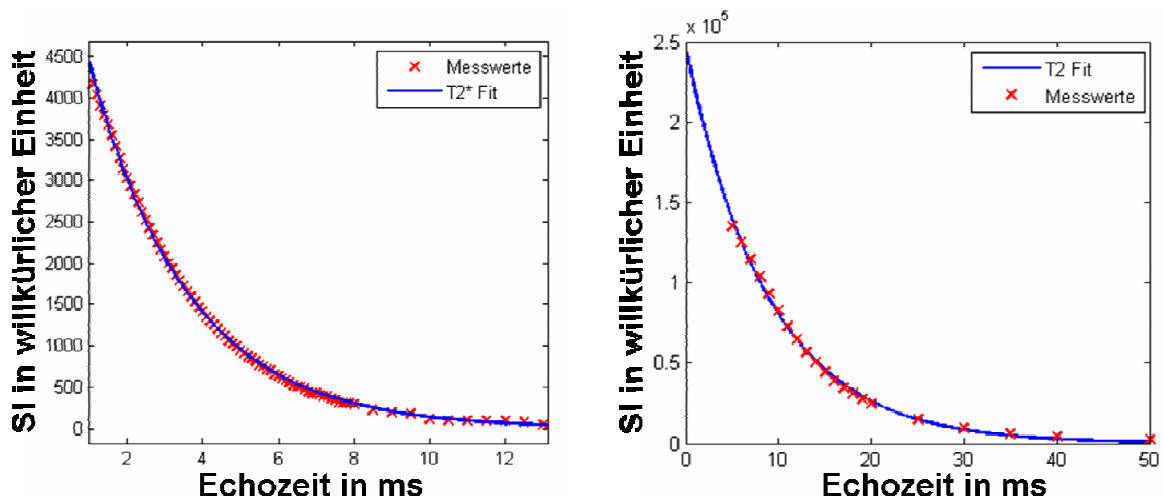 SI in willkürlicher Einheit
4500
4000
3500
3000
2500
2000
1500
1000
500
0
Messwerte
T2* Fit
2 4 6 8 10 12
Echozeit in ms
SI in willkürlicher Einheit
x 10^5
2.5
2
1.5
1
0.5
0
T2 Fit
Messwerte
0 10 20 30 40 50
Echozeit in ms